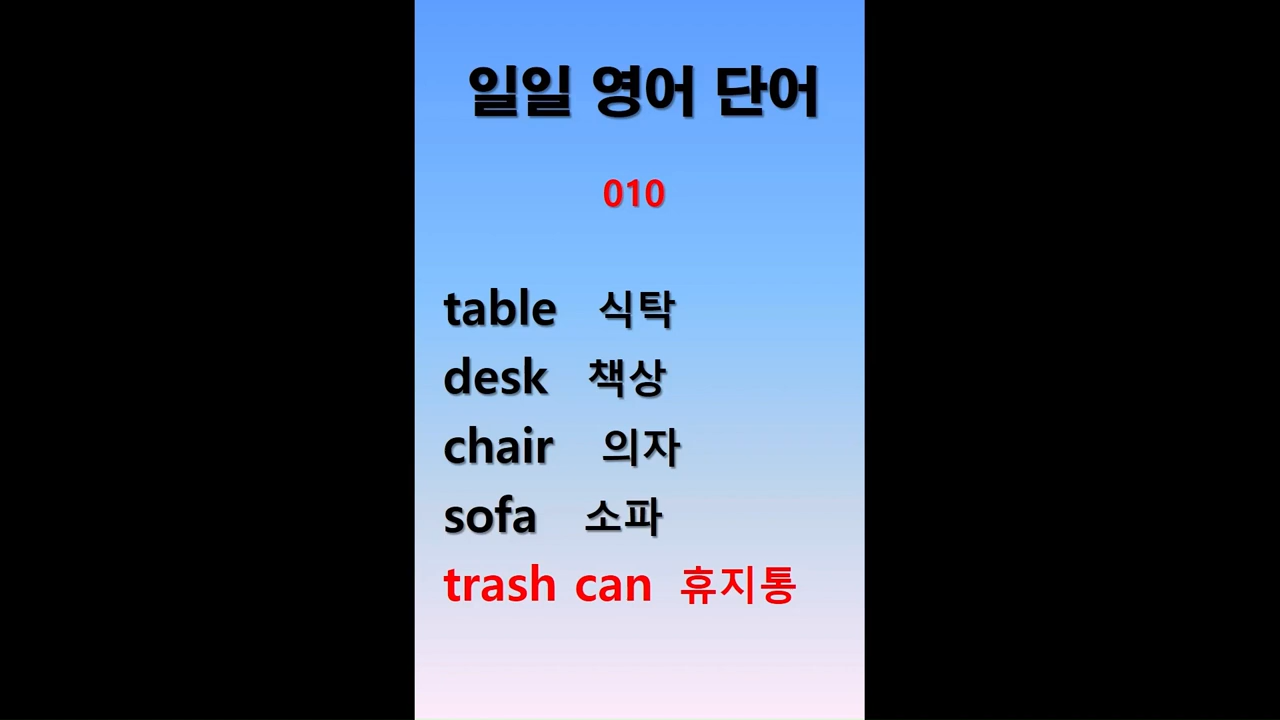 일일 영어 단어
010
table 식탁
desk 책상
chair 의자
sofa 소파
trash can 휴지통